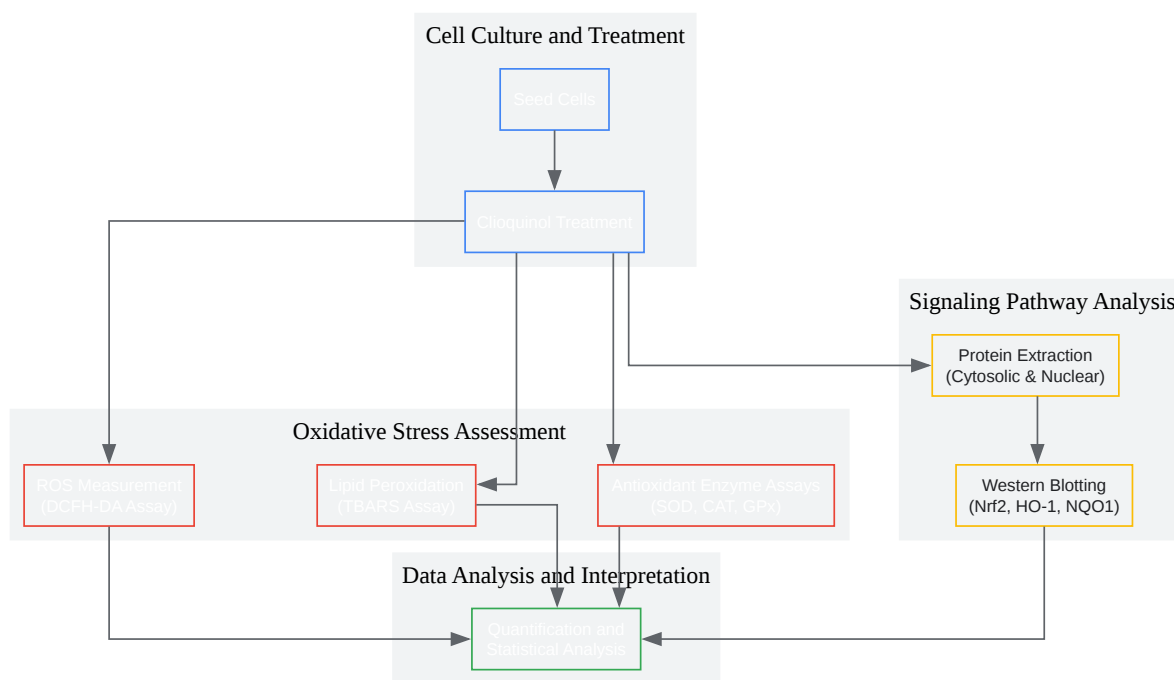 Cell Culture and Treatment
Seed Cells
Clioquinol Treatment
Signaling Pathway Analysis
Protein Extraction
(Cytosolic & Nuclear)
Oxidative Stress Assessment
ROS Measurement
(DCFH-DA Assay)
Lipid Peroxidation
(TBARS Assay)
Antioxidant Enzyme Assays
(SOD, CAT, GPx)
Western Blotting
(Nrf2, HO-1, NQO1)
Data Analysis and Interpretation
Quantification and
Statistical Analysis